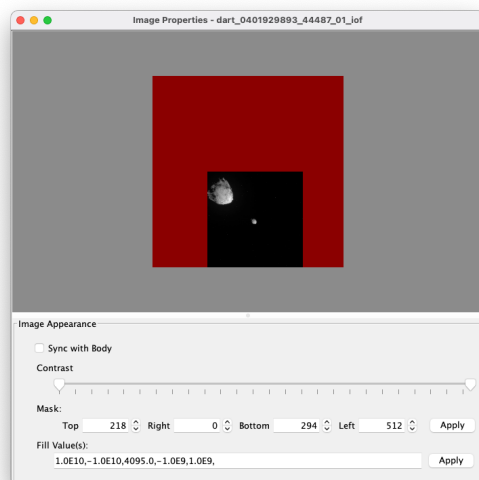 Image Properties - dart_0401929893_44487_01_iof
Image Appearance
Sync with Body
Contrast
Mask:
Top 218 Right 0 Bottom 294 Left 512 Apply
Fill Value(s):
1.0E10,-1.0E10,4095.0,-1.0E9,1.0E9, Apply